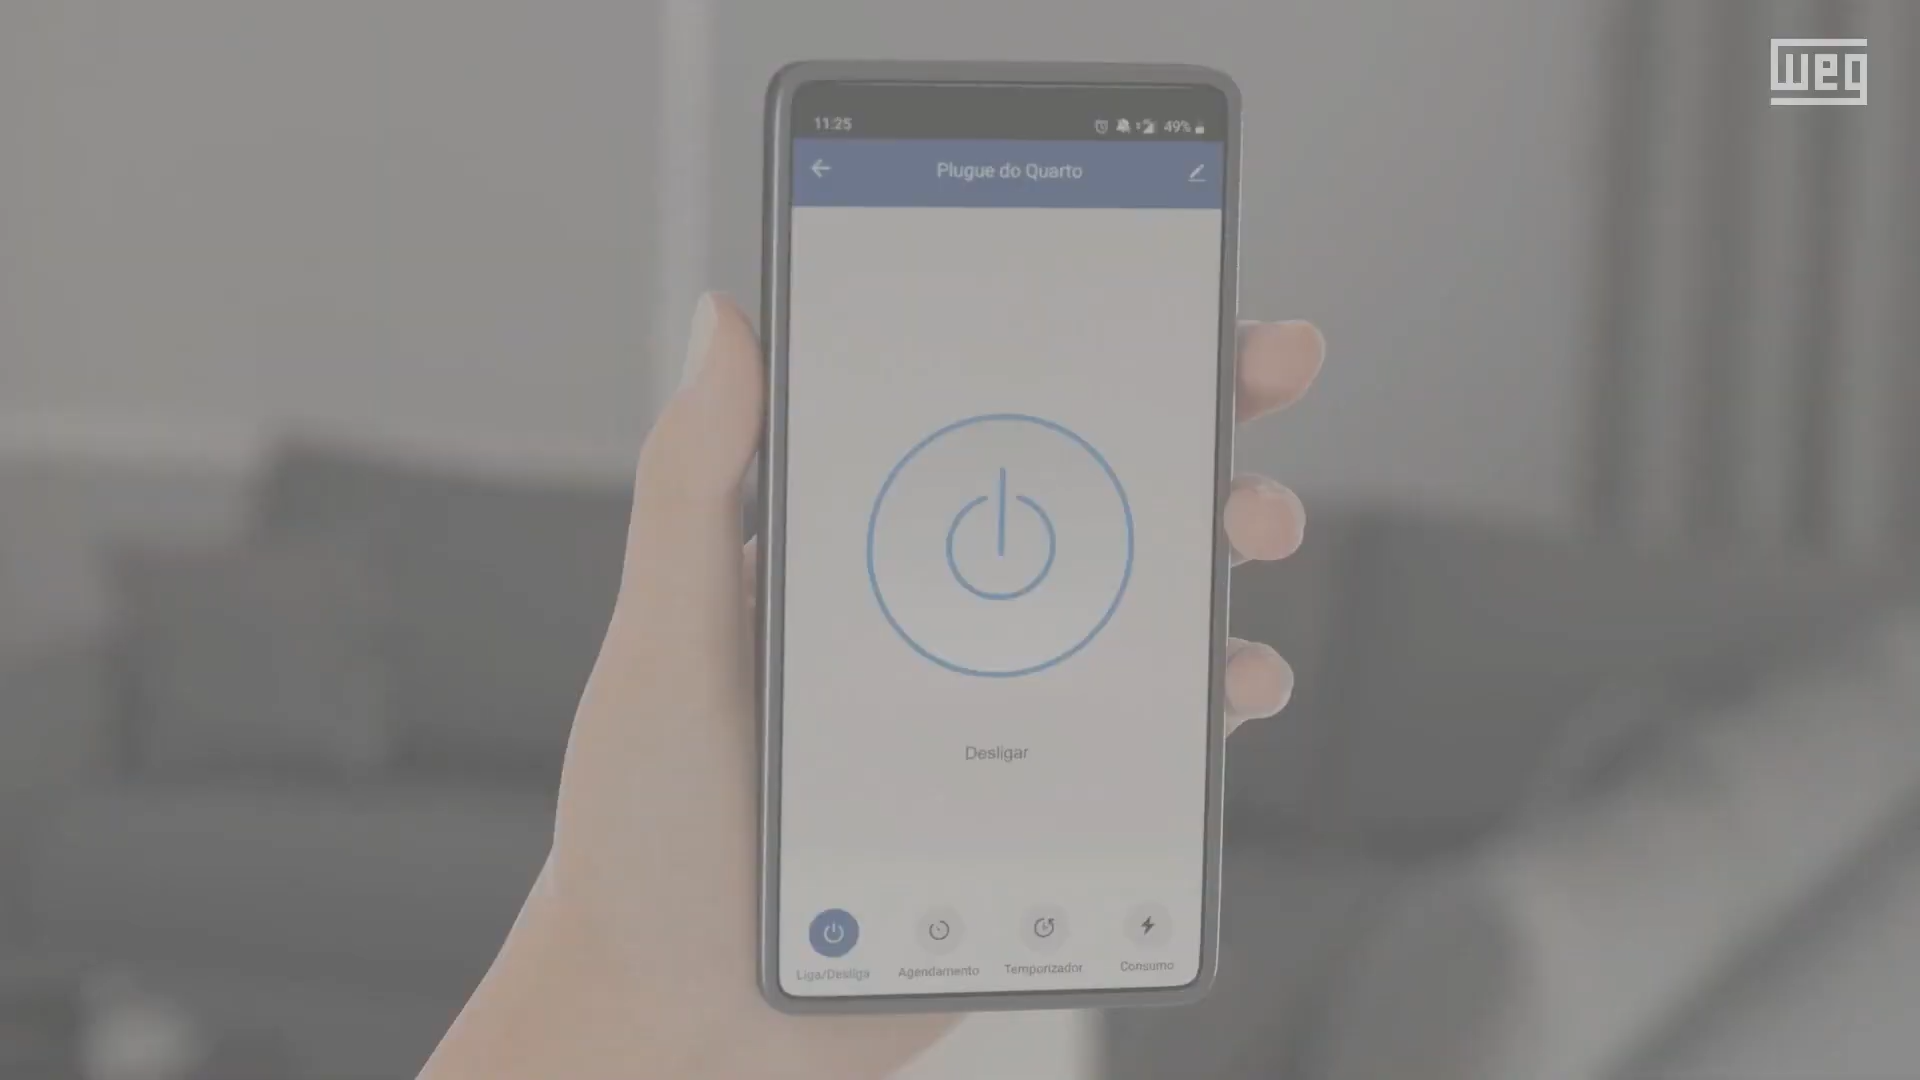 weg
11:25
49%
Plugue do Quarto
Desligar
Liga/Desliga
Agendamento
Temporizador
Consumo